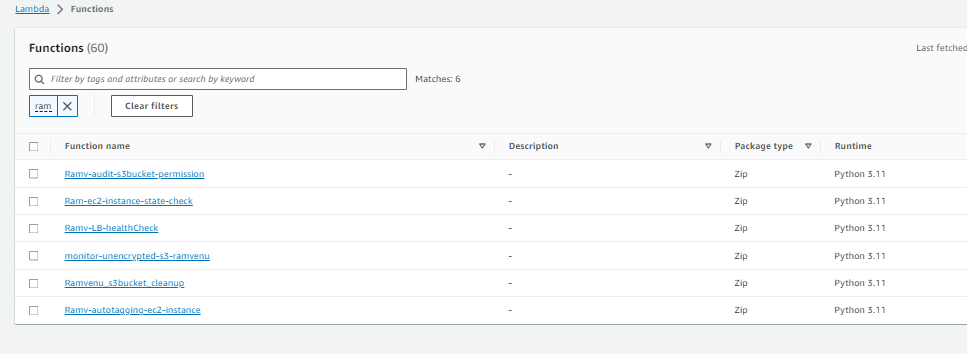 Lambda > Functions
Functions (60) Last fetched
Filter by tags and attributes or search by keyword Matches: 6
ram Clear filters
Function name Description Package type Runtime
Ramv-audit-s3bucket-permission - Zip Python 3.11
Ram-ec2-instance-state-check - Zip Python 3.11
Ramv-LB-healthCheck - Zip Python 3.11
monitor-unencrypted-s3-ramvenu - Zip Python 3.11
Ramvenu_s3bucket_cleanup - Zip Python 3.11
Ramv-autotagging-ec2-instance - Zip Python 3.11